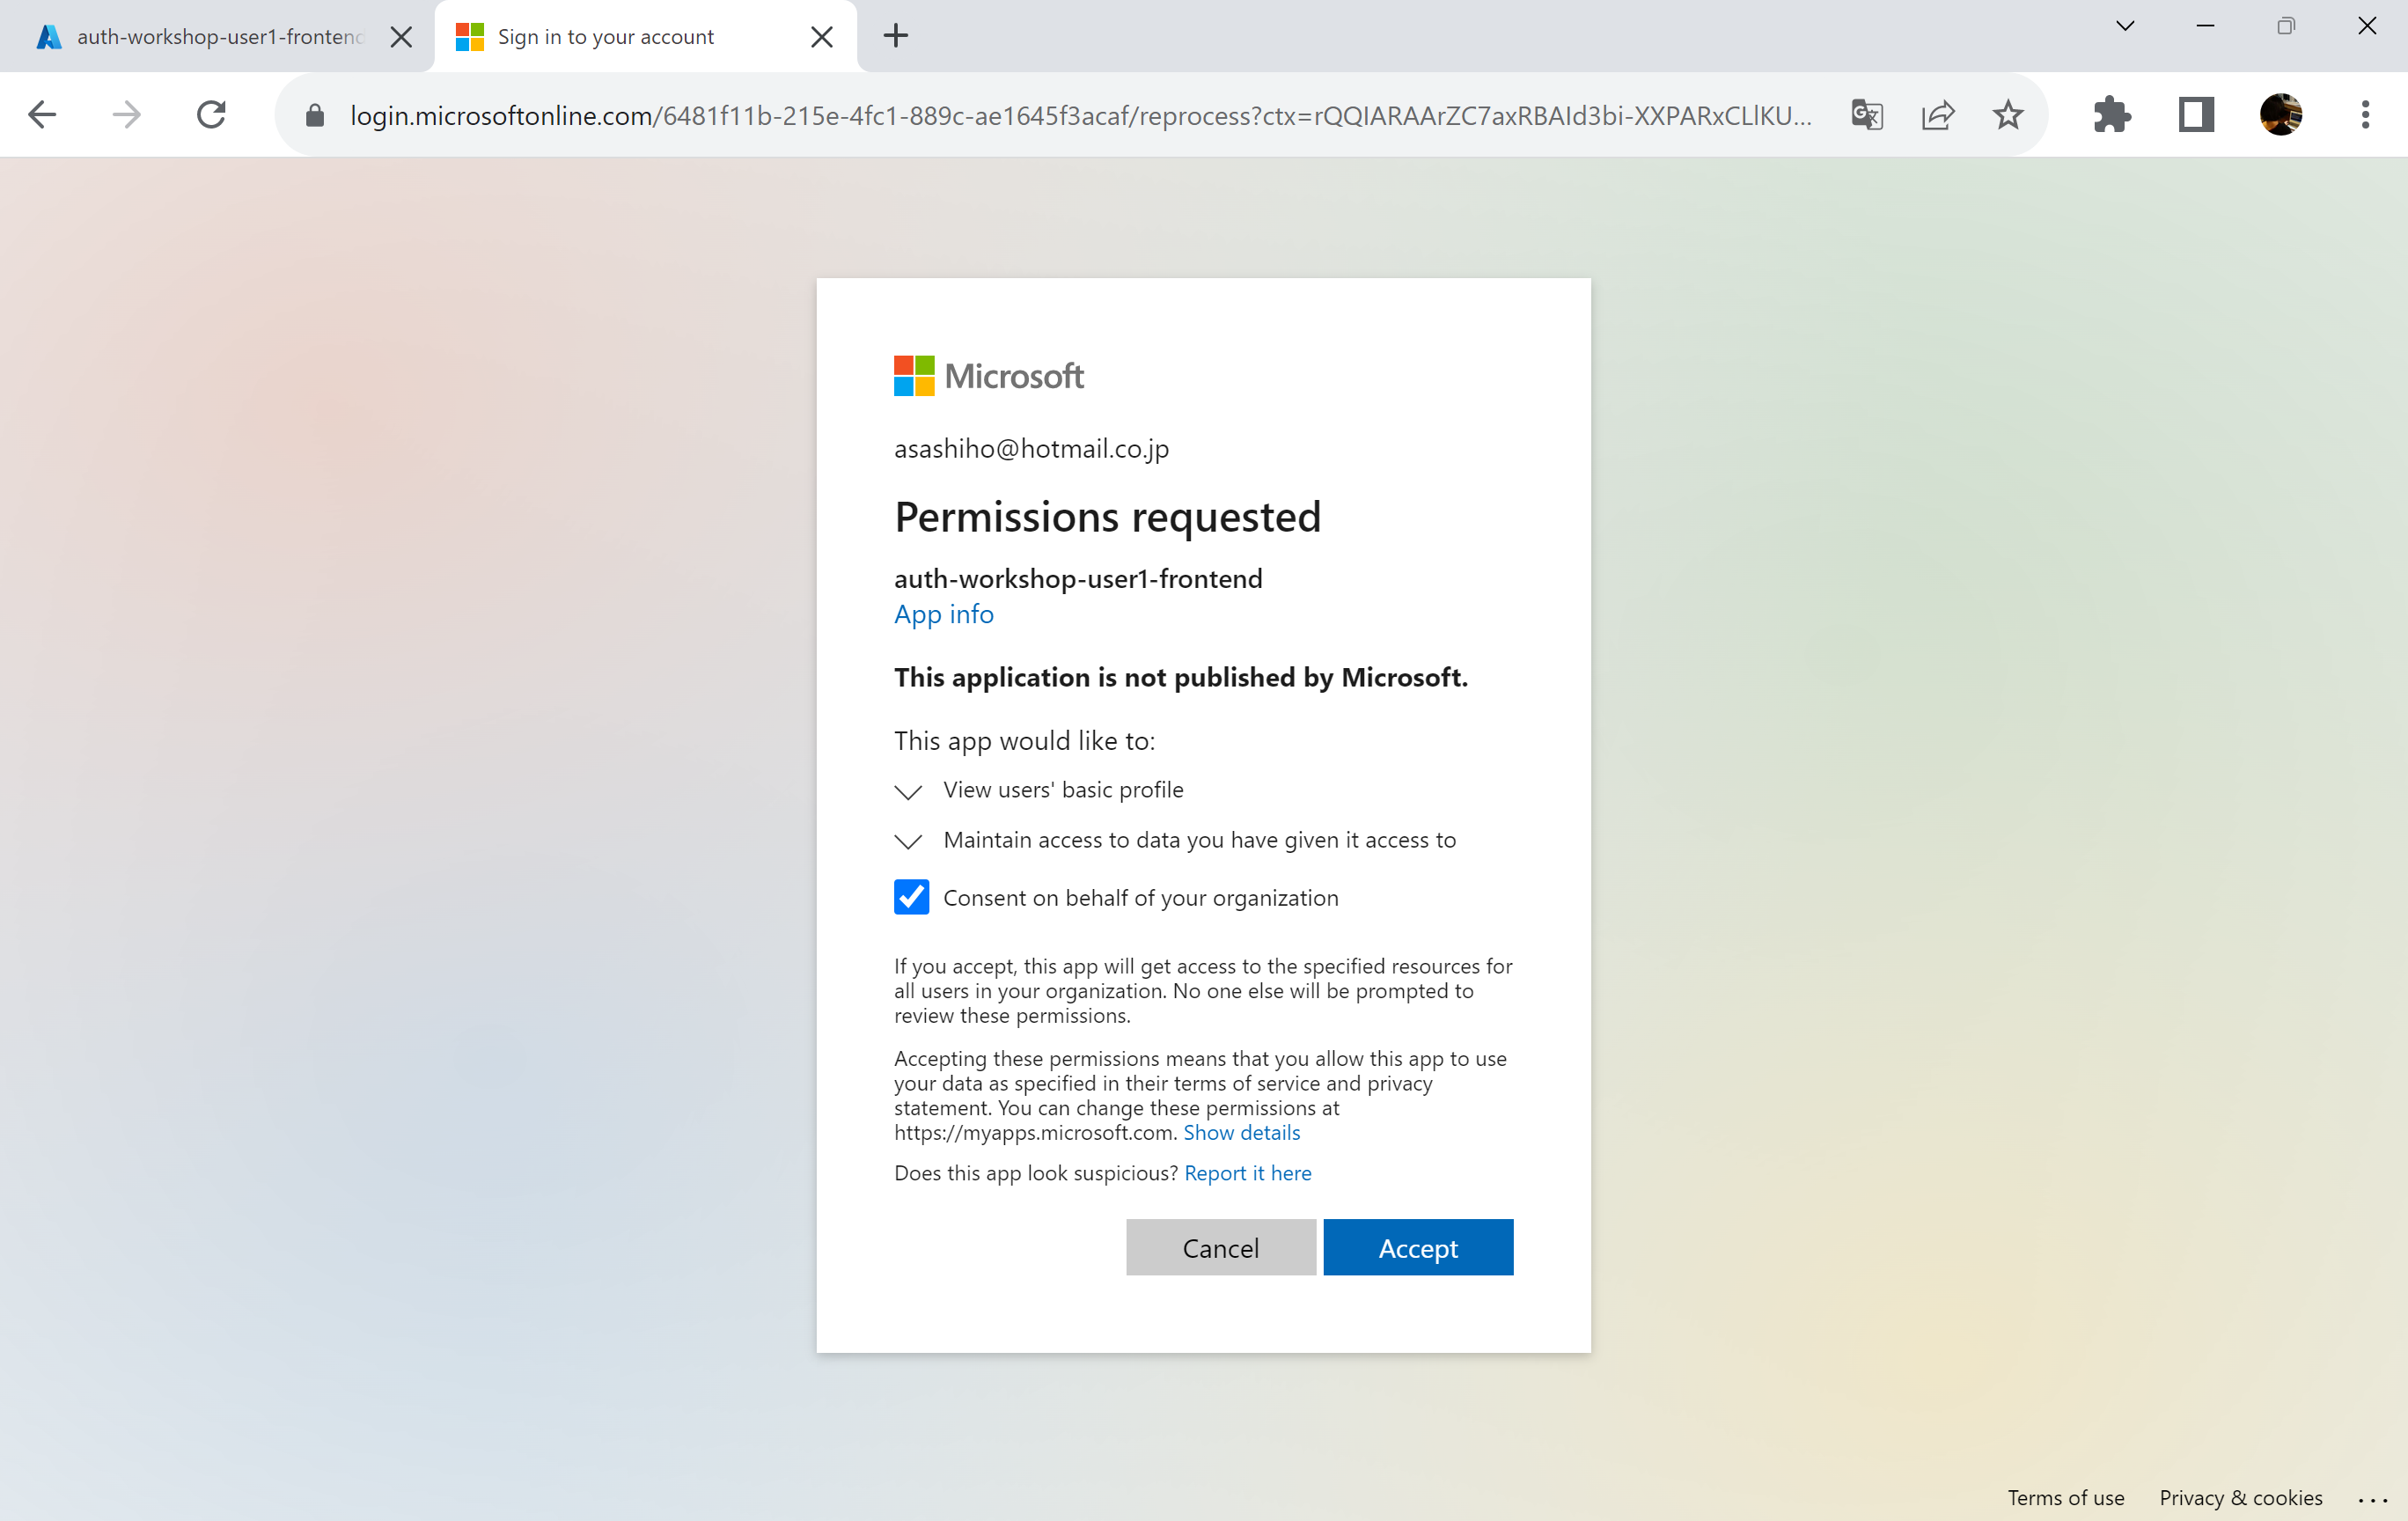 auth-workshop-user1-frontend
Sign in to your account
login.microsoftonline.com/6481f11b-215e-4fc1-889c-ae1645f3acaf/reprocess?ctx=rQQIARAArZC7axRBAId3bi-XXPARxCLlKU...
Microsoft
asashiho@hotmail.co.jp
Permissions requested
auth-workshop-user1-frontend
App info
This application is not published by Microsoft.
This app would like to:
View users' basic profile
Maintain access to data you have given it access to
Consent on behalf of your organization
If you accept, this app will get access to the specified resources for
all users in your organization. No one else will be prompted to
review these permissions.
Accepting these permissions means that you allow this app to use
your data as specified in their terms of service and privacy
statement. You can change these permissions at
https://myapps.microsoft.com. Show details
Does this app look suspicious? Report it here
Cancel
Accept
Terms of use
Privacy & cookies
...